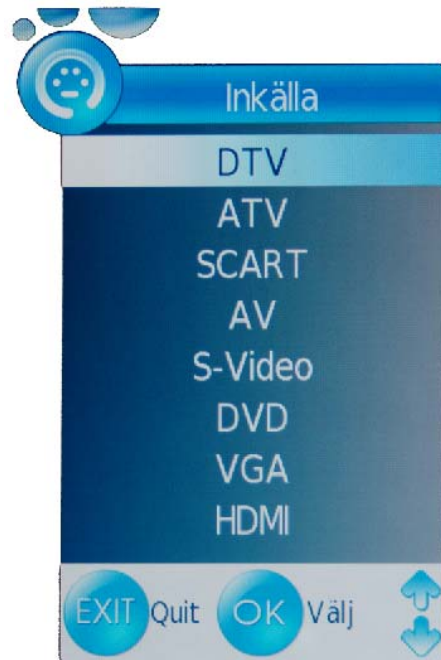 Inkälla
DTV
ATV
SCART
AV
S-Video
DVD
VGA
HDMI
EXIT Quit OK Välj